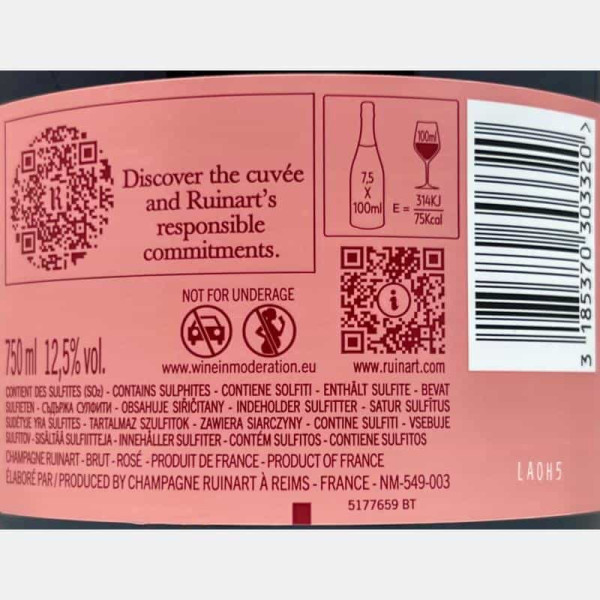 Discover the cuvée
and Ruinart's
responsible
commitments.
7,5
X
100ml
100ml
E = 314KJ
75Kcal
NOT FOR UNDERAGE
750 ml 12,5% vol.
www.wineinmoderation.eu
www.ruinart.com
CONTIENT DES SULFITES (SO₂) - CONTAINS SULPHITES - CONTIENE SOLFITI - ENTHÄLT SULFITE - BEVAT
SULFIETEN - СЪДЪРЖА СУЛФИТИ - OBSAHUJE SIŘIČITANY - INDEHOLDER SULFITTER - SATUR SULFĪTUS
SUDĖTYJE YRA SULFITES - TARTALMAZ SZULFITOK - ZAWIERA SIARCZYNY - CONTINE SULFITI - VSEBUJE
SULFITOV - SISÄLTÄÄ SULFIITTEJA - INNEHÅLLER SULFITER - CONTÉM SULFITOS - CONTIENE SULFITOS
CHAMPAGNE RUINART - BRUT - ROSÉ - PRODUIT DE FRANCE - PRODUCT OF FRANCE
ÉLABORÉ PAR / PRODUCED BY CHAMPAGNE RUINART À REIMS - FRANCE - NM-549-003
5177659 BT
3 185370 303320 >
LA0H5